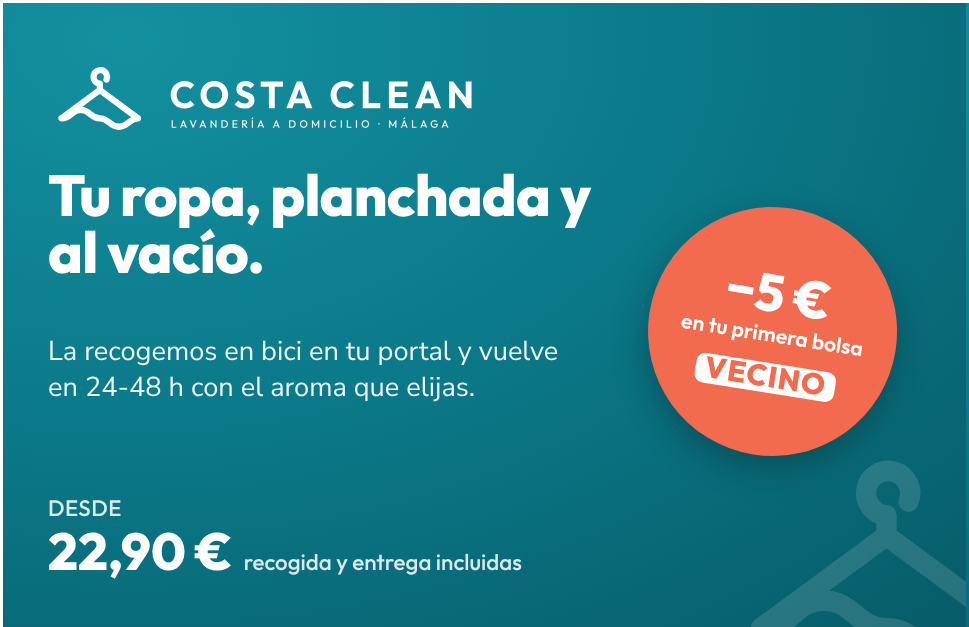 COSTA CLEAN
LAVANDERÍA A DOMICILIO · MÁLAGA
Tu ropa, planchada y
al vacío.
La recogemos en bici en tu portal y vuelve
en 24-48 h con el aroma que elijas.
−5 €
en tu primera bolsa
VECINO
DESDE
22,90 € recogida y entrega incluidas